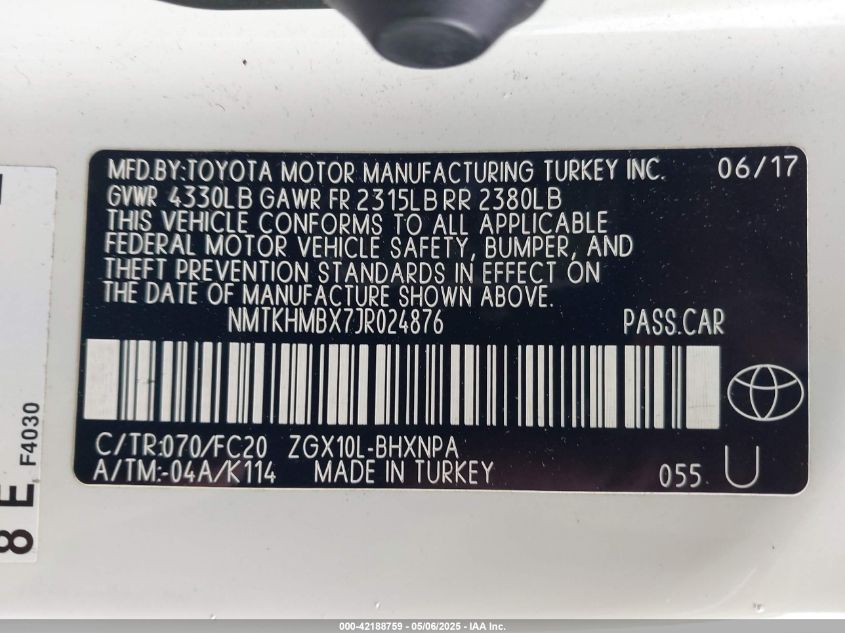 MFD.BY:TOYOTA MOTOR MANUFACTURING TURKEY INC. 06/17
GVWR 4330LB GAWR FR 2315LB RR 2380LB
THIS VEHICLE CONFORMS TO ALL APPLICABLE
FEDERAL MOTOR VEHICLE SAFETY, BUMPER, AND
THEFT PREVENTION STANDARDS IN EFFECT ON
THE DATE OF MANUFACTURE SHOWN ABOVE.
NMTKHMBX7JR024876 PASS.CAR
C/TR:070/FC20 ZGX10L-BHXNPA
A/TM:-04A/K114 MADE IN TURKEY 055 U
F4030
8 E
000-42188759 - 05/06/2025 - IAA Inc.